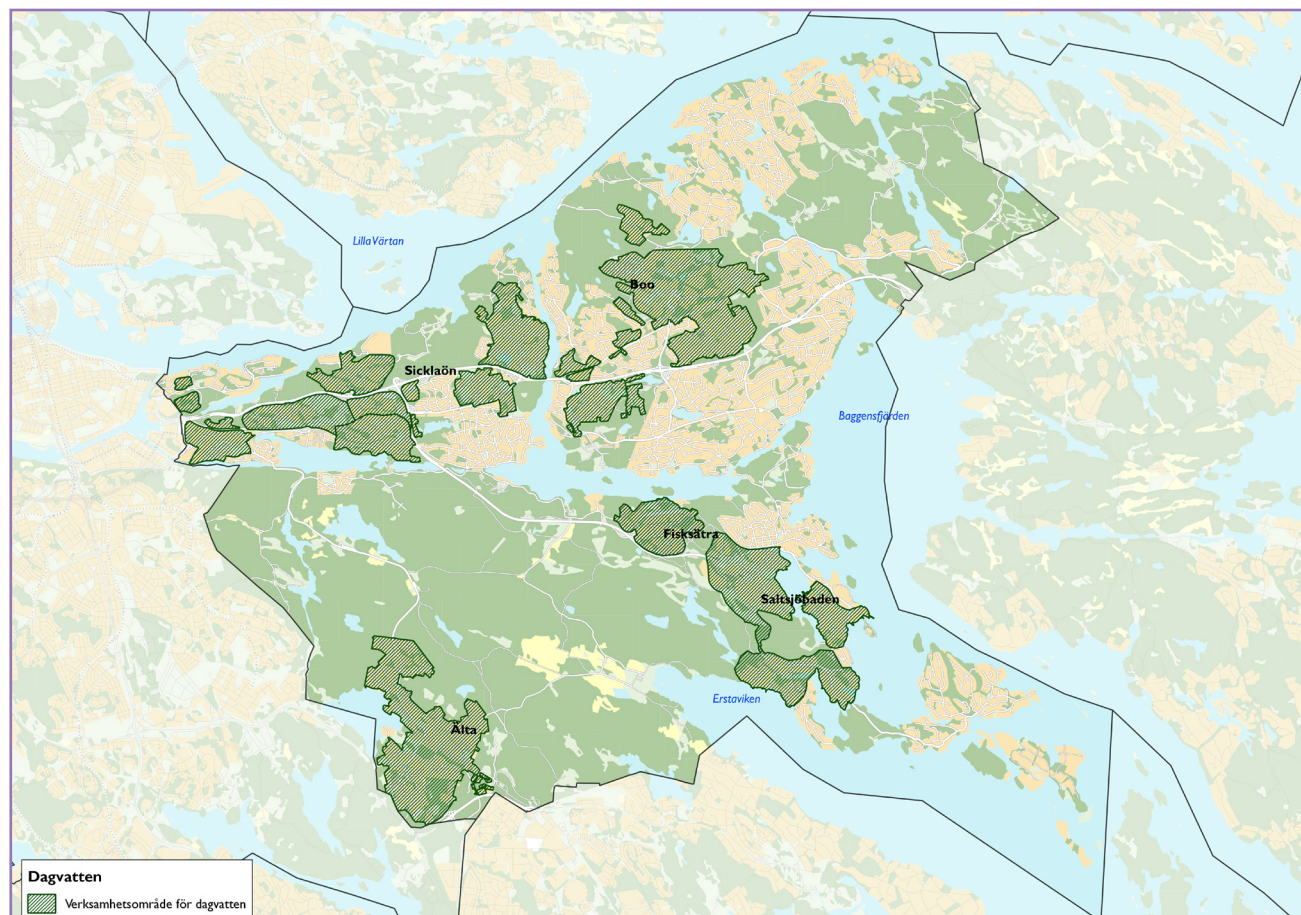 Lilla Värtan
Boo
Sicklaön
Baggensfjärden
Fisksätra
Saltsjöbaden
Erstaviken
Älta
Dagvatten
Verksamhetsområde för dagvatten